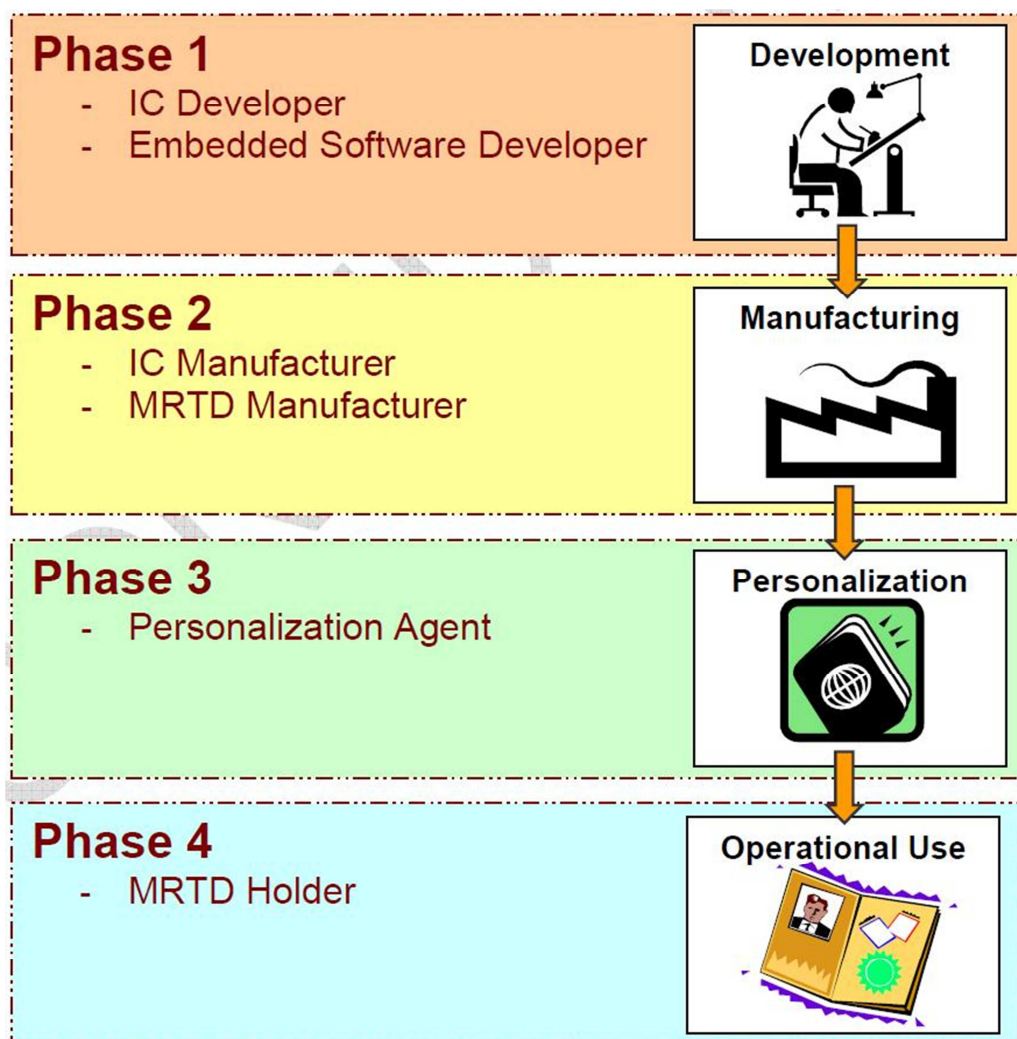 Phase 1
- IC Developer
- Embedded Software Developer
Development
Phase 2
- IC Manufacturer
- MRTD Manufacturer
Manufacturing
Phase 3
- Personalization Agent
Personalization
Phase 4
- MRTD Holder
Operational Use